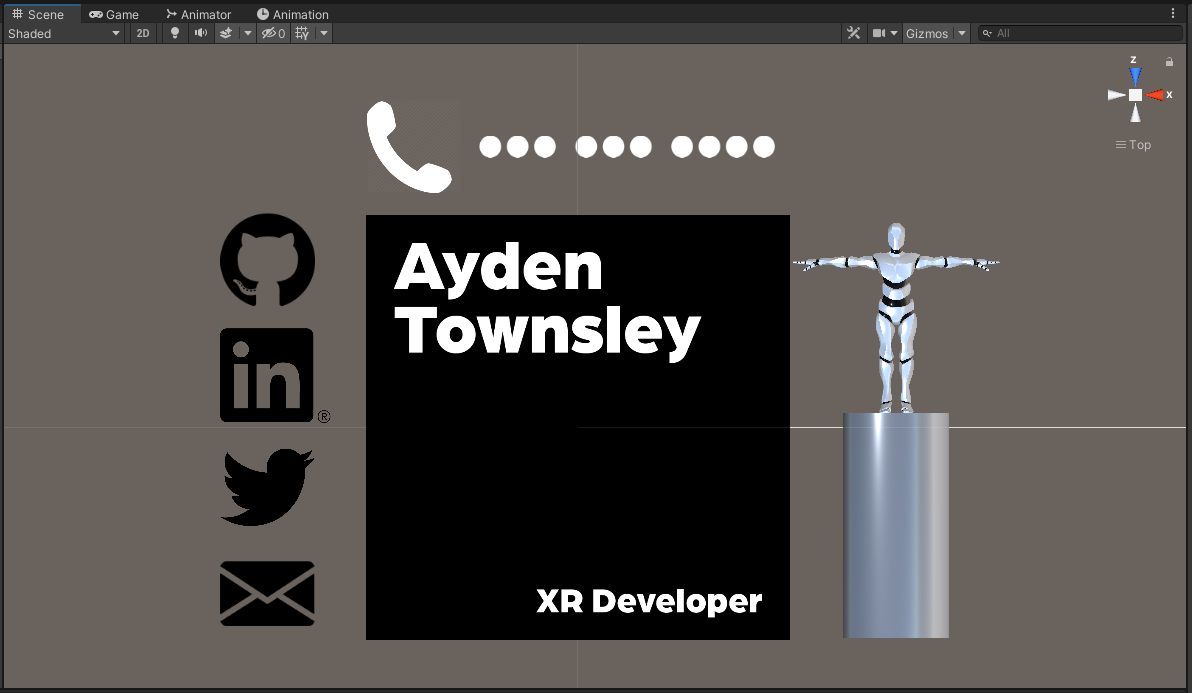 Scene Game Animator Animation
Shaded 2D 0 Gizmos All
z
x
Top
Ayden
Townsley
in ®
XR Developer